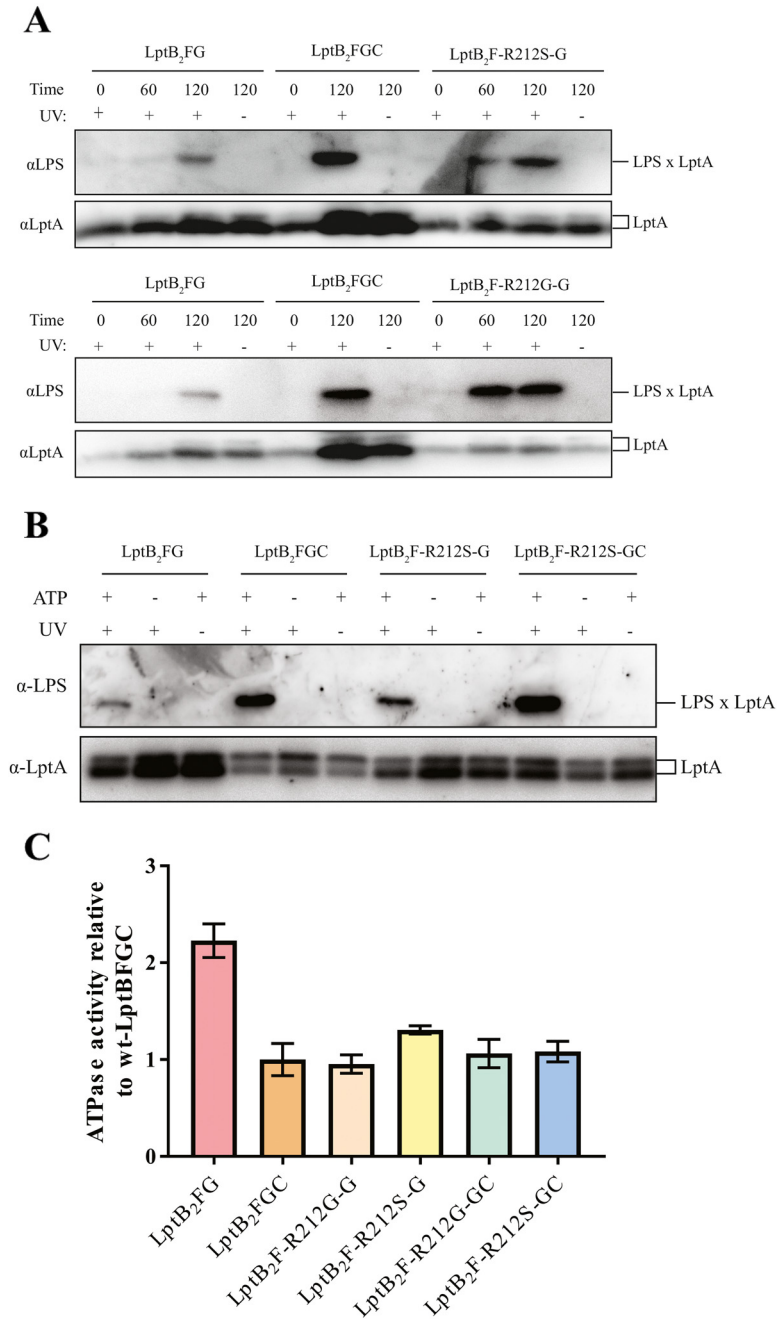 A
LptB2FG LptB2FGC LptB2F-R212S-G
Time 0 60 120 120 0 120 120 0 60 120 120
UV: + + + - + + - + + + -
αLPS LPS x LptA
αLptA LptA
LptB2FG LptB2FGC LptB2F-R212G-G
Time 0 60 120 120 0 120 120 0 60 120 120
UV: + + + - + + - + + + -
αLPS LPS x LptA
αLptA LptA
B
LptB2FG LptB2FGC LptB2F-R212S-G LptB2F-R212S-GC
ATP + - + + - + + - + + - +
UV + + - + + - + + - + + -
α-LPS LPS x LptA
α-LptA LptA
C
ATPase activity relative
to wt-LptBFGC
3
2
1
0
LptB2FG
LptB2FGC
LptB2F-R212G-G
LptB2F-R212S-G
LptB2F-R212G-GC
LptB2F-R212S-GC